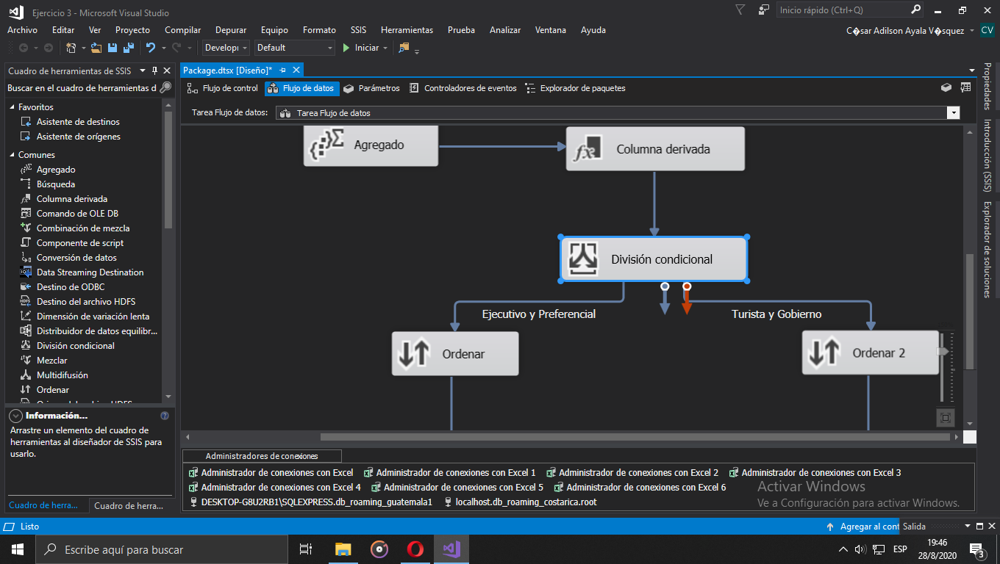 Ejercicio 3 - Microsoft Visual Studio
Inicio rápido (Ctrl+Q)
Archivo Editar Ver Proyecto Compilar Depurar Equipo Formato SSIS Herramientas Prueba Analizar Ventana Ayuda
C�sar Adilson Ayala V�squez CV
Develop Default Iniciar
Cuadro de herramientas de SSIS
Package.dtsx [Diseño]*
Buscar en el cuadro de herramientas d
Flujo de control Flujo de datos Parámetros Controladores de eventos Explorador de paquetes
Tarea Flujo de datos: Tarea Flujo de datos
Favoritos
Asistente de destinos
Asistente de orígenes
Comunes
Agregado
Búsqueda
Columna derivada
Comando de OLE DB
Combinación de mezcla
Componente de script
Conversión de datos
Data Streaming Destination
Destino de ODBC
Destino del archivo HDFS
Dimensión de variación lenta
Distribuidor de datos equilibr...
División condicional
Mezclar
Multidifusión
Ordenar
Información...
Arrastre un elemento del cuadro de
herramientas al diseñador de SSIS para
usarlo.
Cuadro de herra... Cuadro de herra...
Agregado
Columna derivada
División condicional
Ejecutivo y Preferencial
Turista y Gobierno
Ordenar
Ordenar 2
Propiedades
Introducción (SSIS)
Explorador de soluciones
Administradores de conexiones
Administrador de conexiones con Excel Administrador de conexiones con Excel 1 Administrador de conexiones con Excel 2 Administrador de conexiones con Excel 3
Administrador de conexiones con Excel 4 Administrador de conexiones con Excel 5 Administrador de conexiones con Excel 6
DESKTOP-G8U2RB1\SQLEXPRESS.db_roaming_guatemala1 localhost.db_roaming_costarica.root
Activar Windows
Ve a Configuración para activar Windows.
Listo
Agregar al cont Salida
Escribe aquí para buscar
ESP
19:46
28/8/2020
3